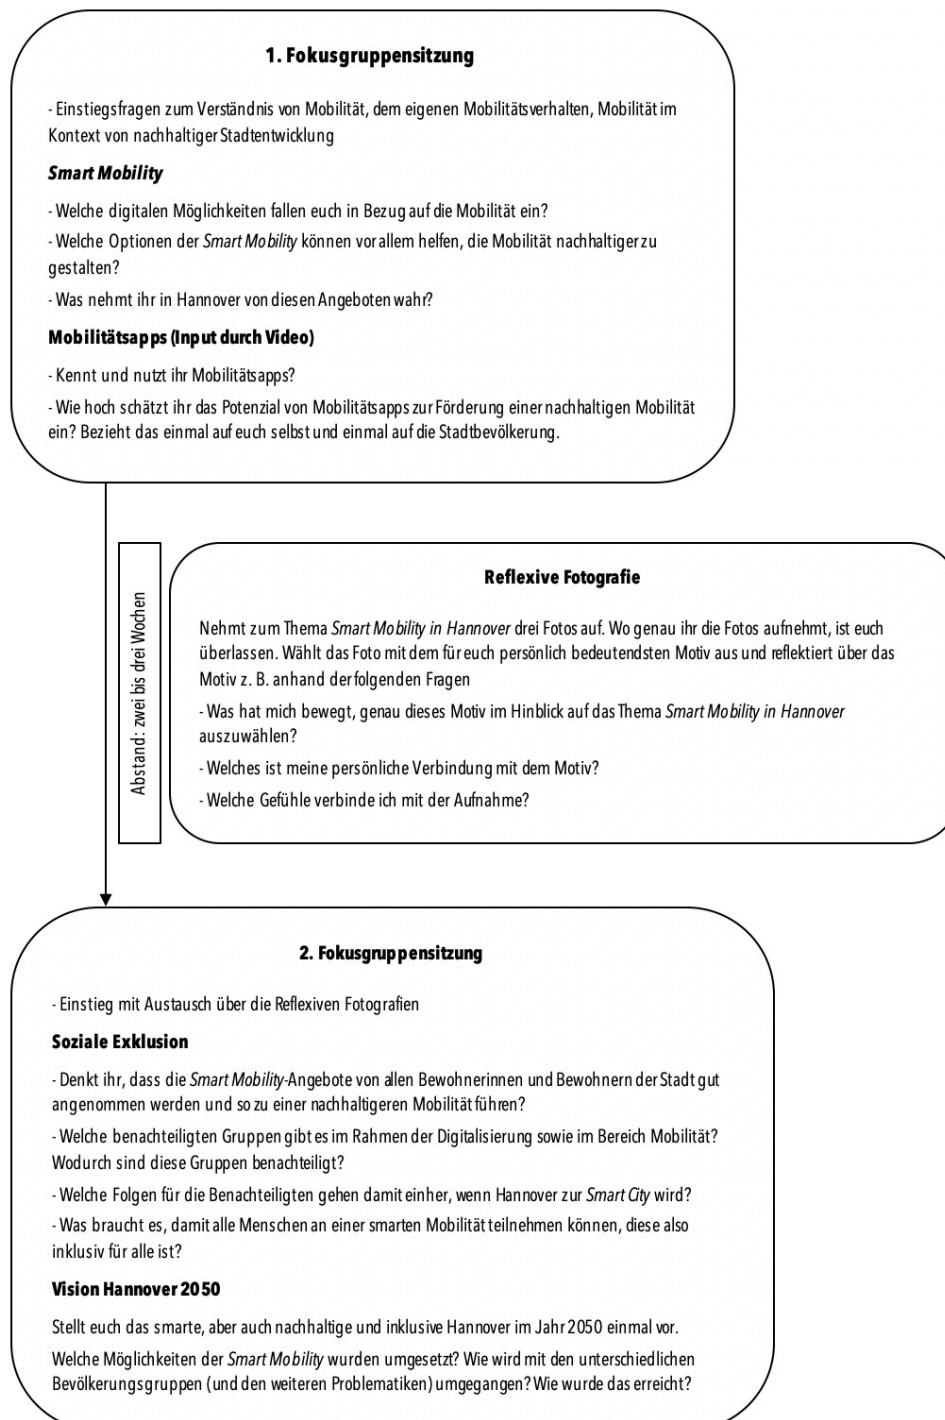 1. Fokusgruppensitzung
- Einstiegsfragen zum Verständnis von Mobilität, dem eigenen Mobilitätsverhalten, Mobilität im
Kontext von nachhaltiger Stadtentwicklung
Smart Mobility
- Welche digitalen Möglichkeiten fallen euch in Bezug auf die Mobilität ein?
- Welche Optionen der Smart Mobility können vor allem helfen, die Mobilität nachhaltiger zu
gestalten?
- Was nehmt ihr in Hannover von diesen Angeboten wahr?
Mobilitätsapps (Input durch Video)
- Kennt und nutzt ihr Mobilitätsapps?
- Wie hoch schätzt ihr das Potenzial von Mobilitätsapps zur Förderung einer nachhaltigen Mobilität
ein? Bezieht das einmal auf euch selbst und einmal auf die Stadtbevölkerung.
Abstand: zwei bis drei Wochen
Reflexive Fotografie
Nehmt zum Thema Smart Mobility in Hannover drei Fotos auf. Wo genau ihr die Fotos aufnehmt, ist euch
überlassen. Wählt das Foto mit dem für euch persönlich bedeutendsten Motiv aus und reflektiert über das
Motiv z. B. anhand der folgenden Fragen
- Was hat mich bewegt, genau dieses Motiv im Hinblick auf das Thema Smart Mobility in Hannover
auszuwählen?
- Welches ist meine persönliche Verbindung mit dem Motiv?
- Welche Gefühle verbinde ich mit der Aufnahme?
2. Fokusgruppensitzung
- Einstieg mit Austausch über die Reflexiven Fotografien
Soziale Exklusion
- Denkt ihr, dass die Smart Mobility-Angebote von allen Bewohnerinnen und Bewohnern der Stadt gut
angenommen werden und so zu einer nachhaltigeren Mobilität führen?
- Welche benachteiligten Gruppen gibt es im Rahmen der Digitalisierung sowie im Bereich Mobilität?
Wodurch sind diese Gruppen benachteiligt?
- Welche Folgen für die Benachteiligten gehen damit einher, wenn Hannover zur Smart City wird?
- Was braucht es, damit alle Menschen an einer smarten Mobilität teilnehmen können, diese also
inklusiv für alle ist?
Vision Hannover 2050
Stellt euch das smarte, aber auch nachhaltige und inklusive Hannover im Jahr 2050 einmal vor.
Welche Möglichkeiten der Smart Mobility wurden umgesetzt? Wie wird mit den unterschiedlichen
Bevölkerungsgruppen (und den weiteren Problematiken) umgegangen? Wie wurde das erreicht?